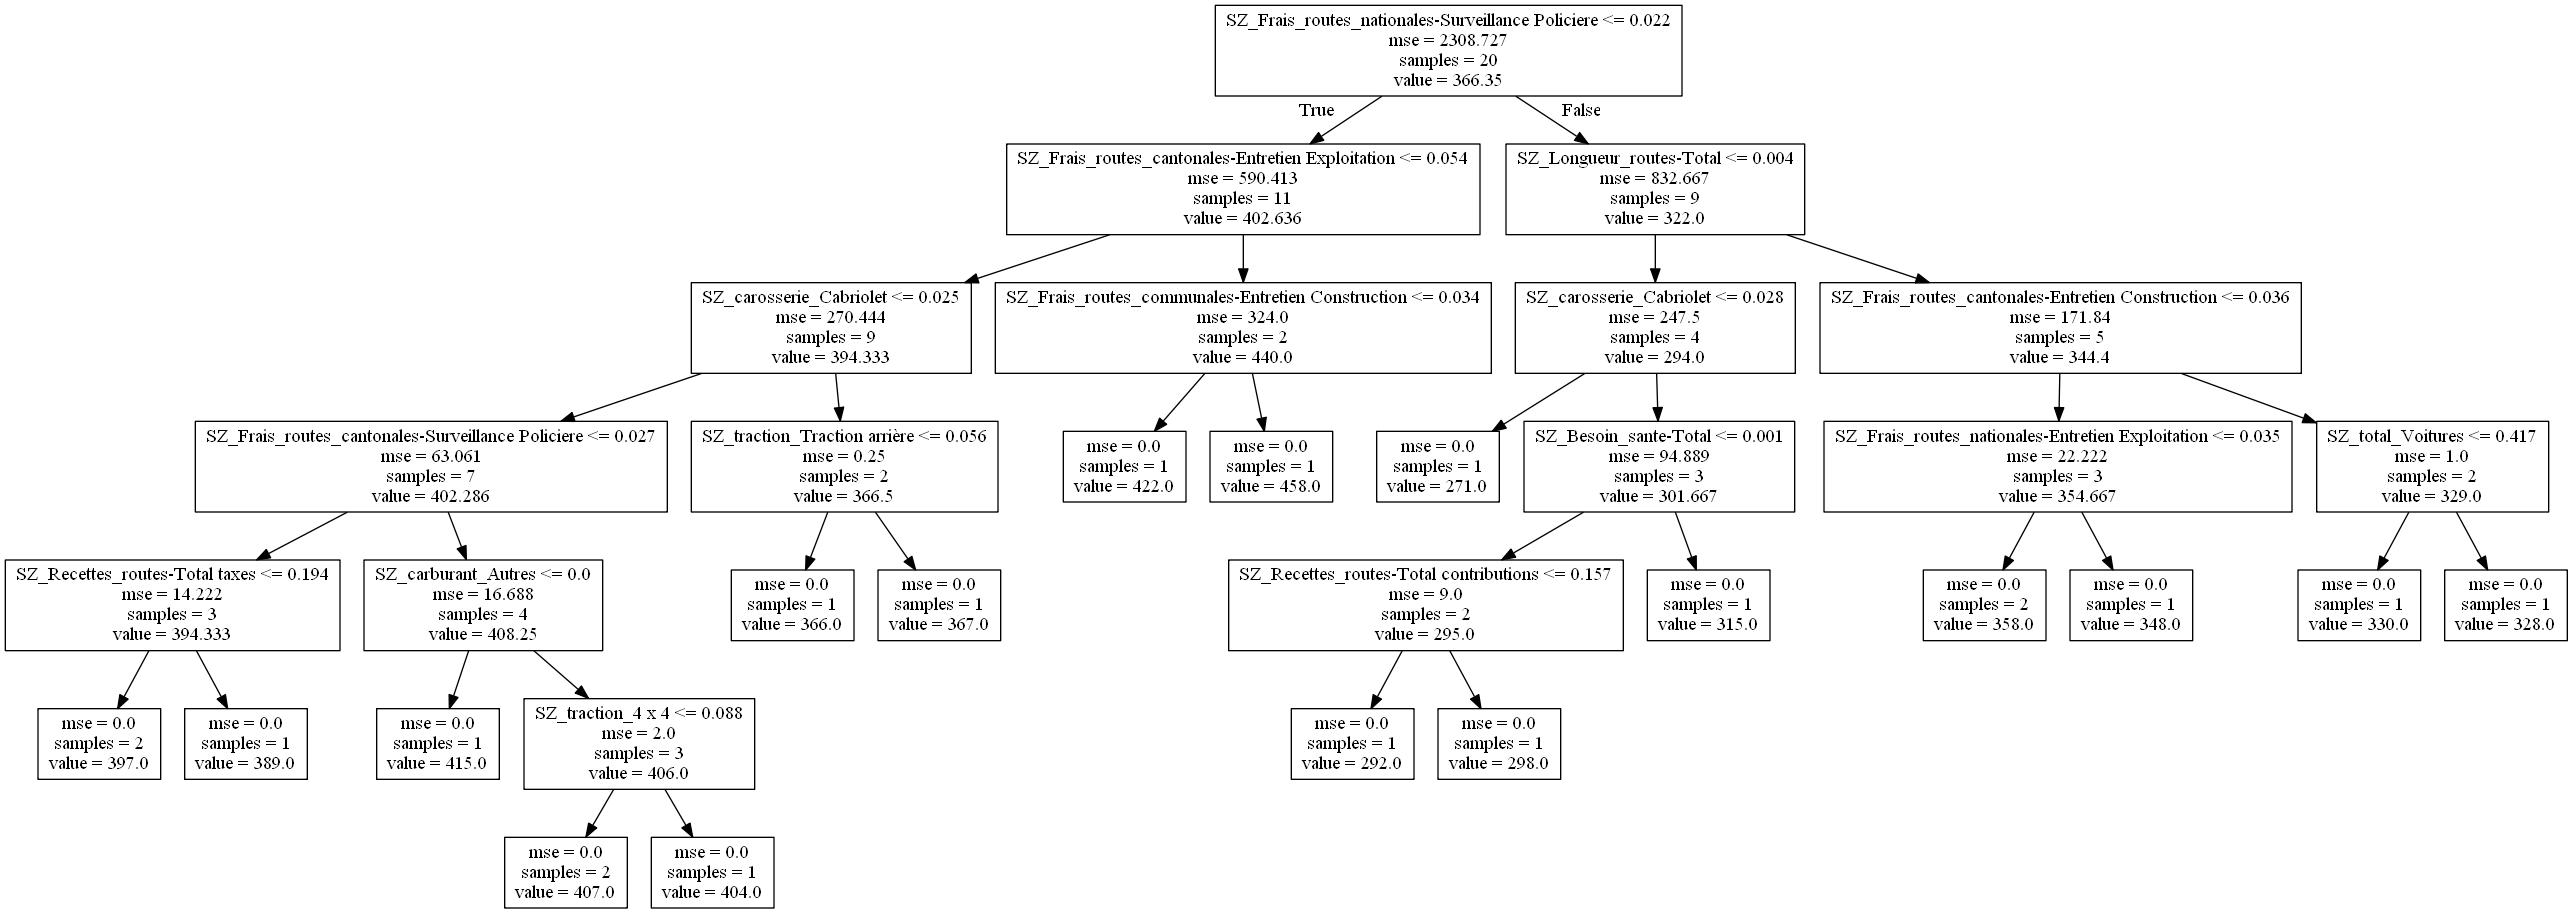 SZ_Frais_routes_nationales-Surveillance Policiere <= 0.022
mse = 2308.727
samples = 20
value = 366.35
True
False
SZ_Frais_routes_cantonales-Entretien Exploitation <= 0.054
mse = 590.413
samples = 11
value = 402.636
SZ_Longueur_routes-Total <= 0.004
mse = 832.667
samples = 9
value = 322.0
SZ_carosserie_Cabriolet <= 0.025
mse = 270.444
samples = 9
value = 394.333
SZ_Frais_routes_communales-Entretien Construction <= 0.034
mse = 324.0
samples = 2
value = 440.0
SZ_carosserie_Cabriolet <= 0.028
mse = 247.5
samples = 4
value = 294.0
SZ_Frais_routes_cantonales-Entretien Construction <= 0.036
mse = 171.84
samples = 5
value = 344.4
SZ_Frais_routes_cantonales-Surveillance Policiere <= 0.027
mse = 63.061
samples = 7
value = 402.286
SZ_traction_Traction arrière <= 0.056
mse = 0.25
samples = 2
value = 366.5
mse = 0.0
samples = 1
value = 422.0
mse = 0.0
samples = 1
value = 458.0
mse = 0.0
samples = 1
value = 271.0
SZ_Besoin_sante-Total <= 0.001
mse = 94.889
samples = 3
value = 301.667
SZ_Frais_routes_nationales-Entretien Exploitation <= 0.035
mse = 22.222
samples = 3
value = 354.667
SZ_total_Voitures <= 0.417
mse = 1.0
samples = 2
value = 329.0
SZ_Recettes_routes-Total taxes <= 0.194
mse = 14.222
samples = 3
value = 394.333
SZ_carburant_Autres <= 0.0
mse = 16.688
samples = 4
value = 408.25
mse = 0.0
samples = 1
value = 366.0
mse = 0.0
samples = 1
value = 367.0
SZ_Recettes_routes-Total contributions <= 0.157
mse = 9.0
samples = 2
value = 295.0
mse = 0.0
samples = 1
value = 315.0
mse = 0.0
samples = 2
value = 358.0
mse = 0.0
samples = 1
value = 348.0
mse = 0.0
samples = 1
value = 330.0
mse = 0.0
samples = 1
value = 328.0
mse = 0.0
samples = 2
value = 397.0
mse = 0.0
samples = 1
value = 389.0
mse = 0.0
samples = 1
value = 415.0
SZ_traction_4 x 4 <= 0.088
mse = 2.0
samples = 3
value = 406.0
mse = 0.0
samples = 1
value = 292.0
mse = 0.0
samples = 1
value = 298.0
mse = 0.0
samples = 2
value = 407.0
mse = 0.0
samples = 1
value = 404.0